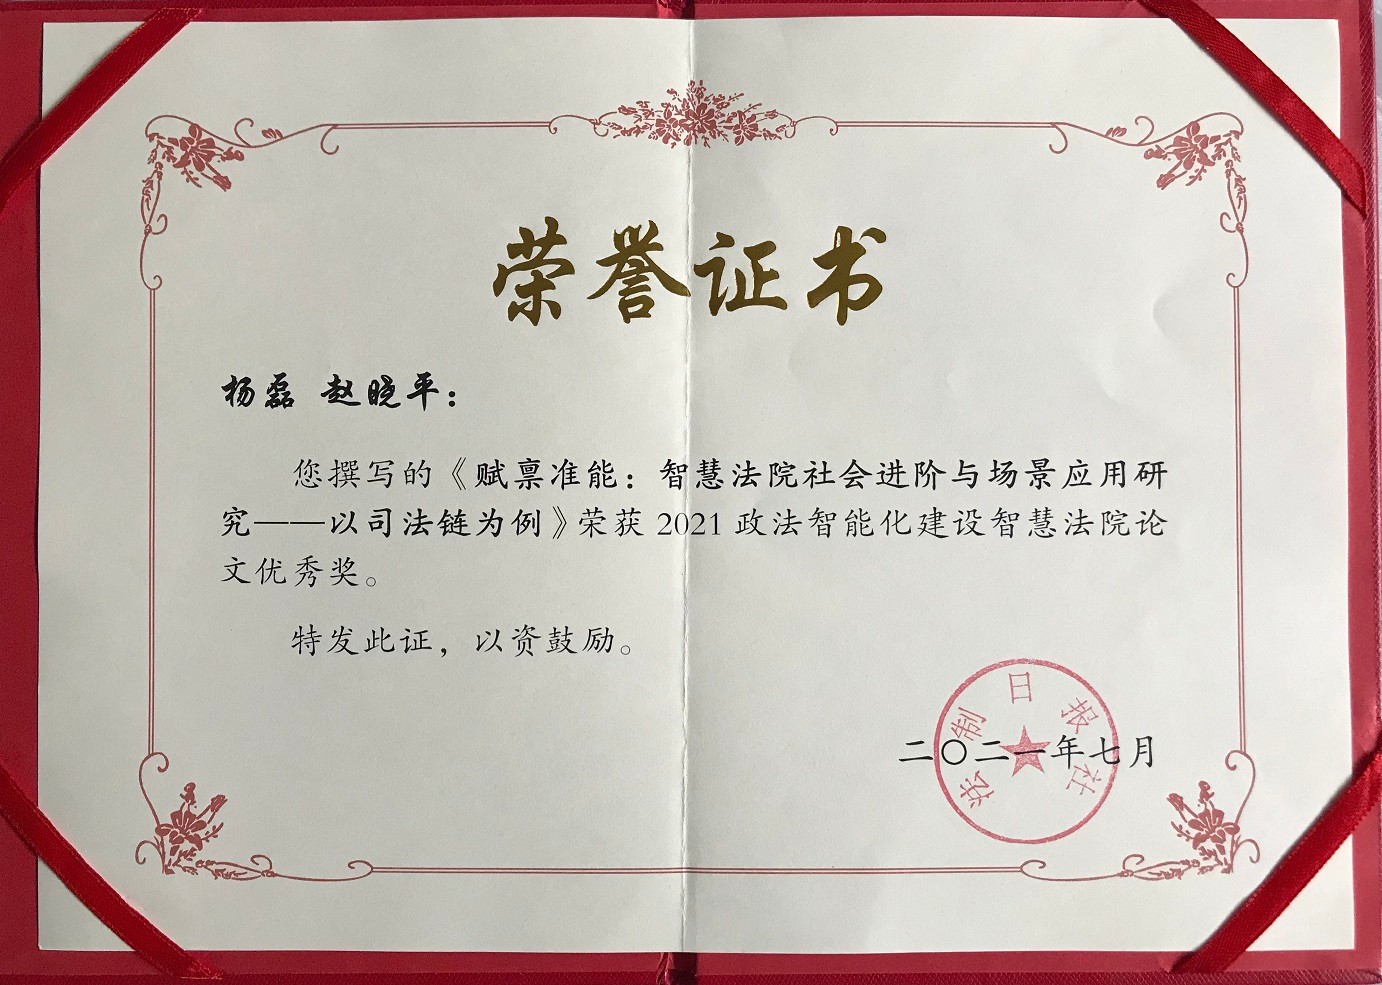 荣誉证书
杨磊 赵晓平：
您撰写的《赋禀准能：智慧法院社会进阶与场景应用研
究——以司法链为例》荣获 2021 政法智能化建设智慧法院论
文优秀奖。
特发此证，以资鼓励。
法制日报社
二〇二一年七月